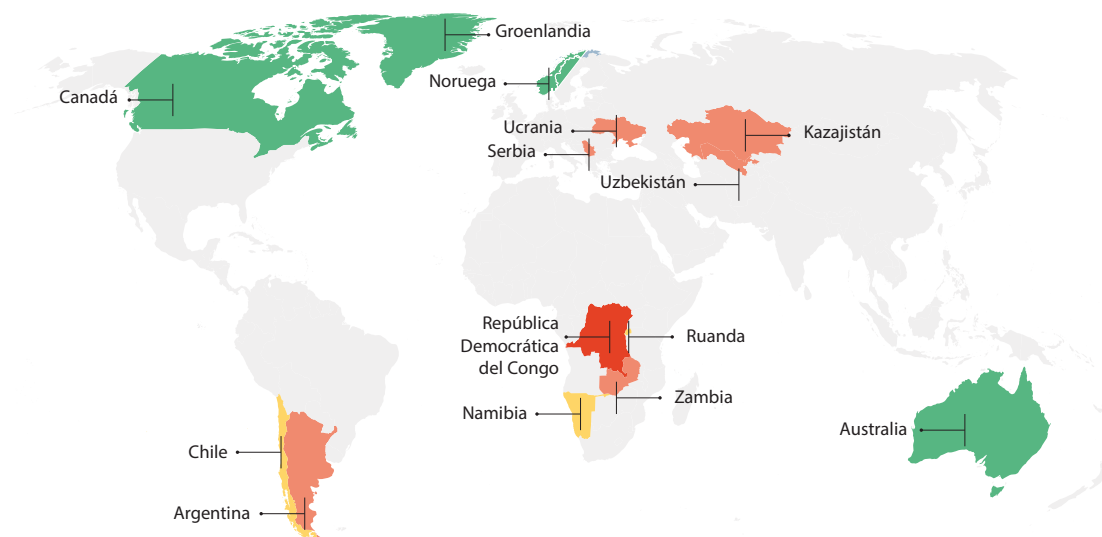 Groenlandia
Noruega
Canadá
Ucrania
Kazajistán
Serbia
Uzbekistán
República
Democrática
del Congo
Ruanda
Zambia
Namibia
Australia
Chile
Argentina